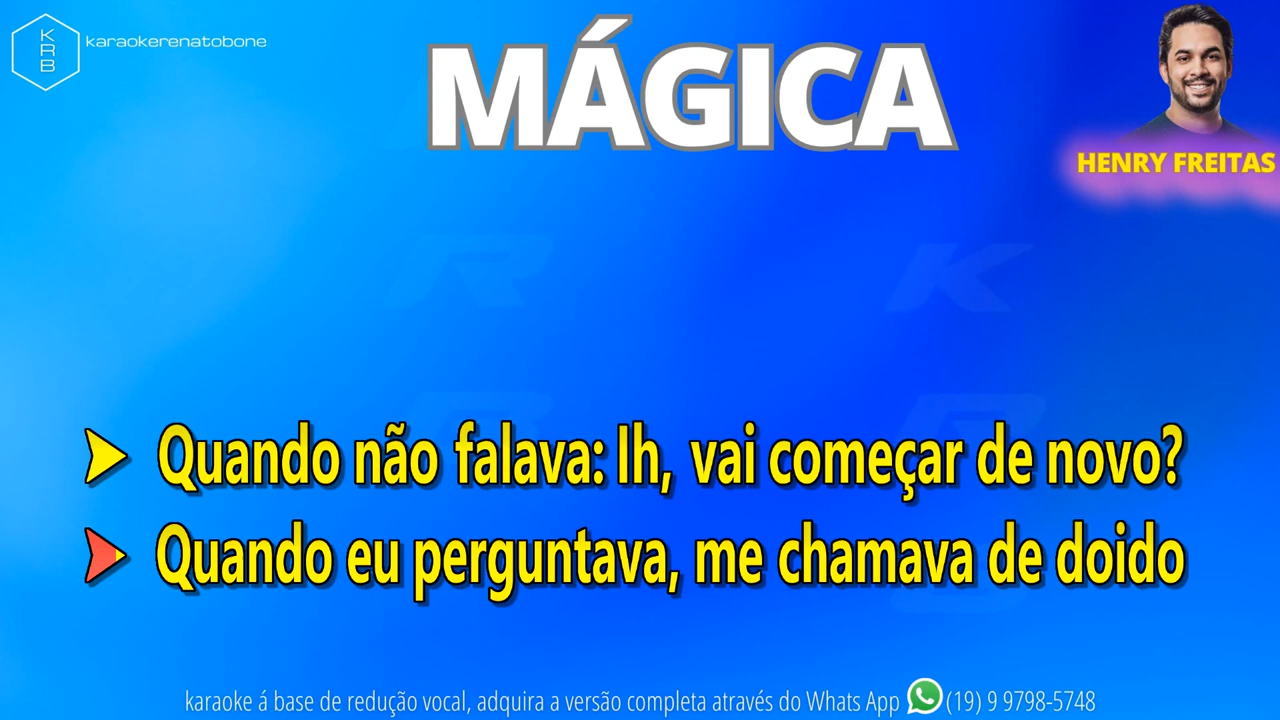 KRB
karaokerenatobone
MÁGICA
HENRY FREITAS
R K
R B
Quando não falava: Ih, vai começar de novo?
Quando eu perguntava, me chamava de doido
karaoke á base de redução vocal, adquira a versão completa através do Whats App (19) 9 9798-5748